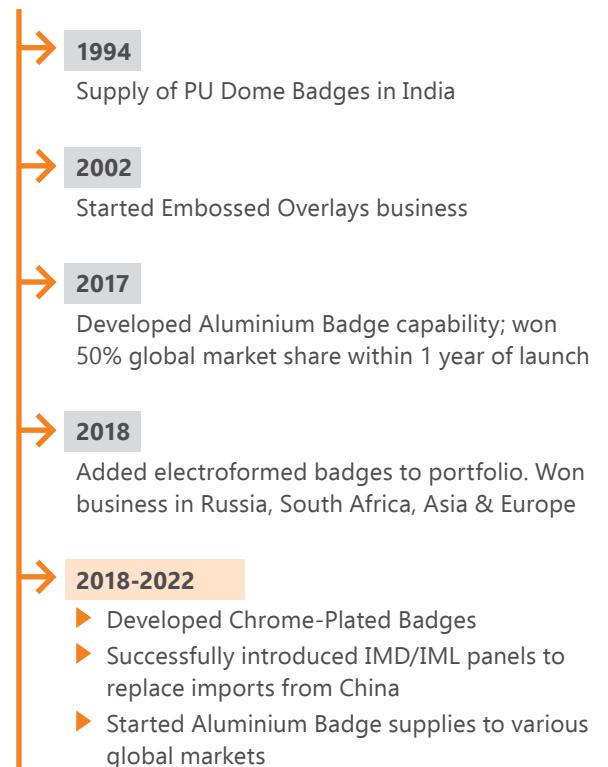 1994
Supply of PU Dome Badges in India
2002
Started Embossed Overlays business
2017
Developed Aluminium Badge capability; won
50% global market share within 1 year of launch
2018
Added electroformed badges to portfolio. Won
business in Russia, South Africa, Asia & Europe
2018-2022
Developed Chrome-Plated Badges
Successfully introduced IMD/IML panels to
replace imports from China
Started Aluminium Badge supplies to various
global markets